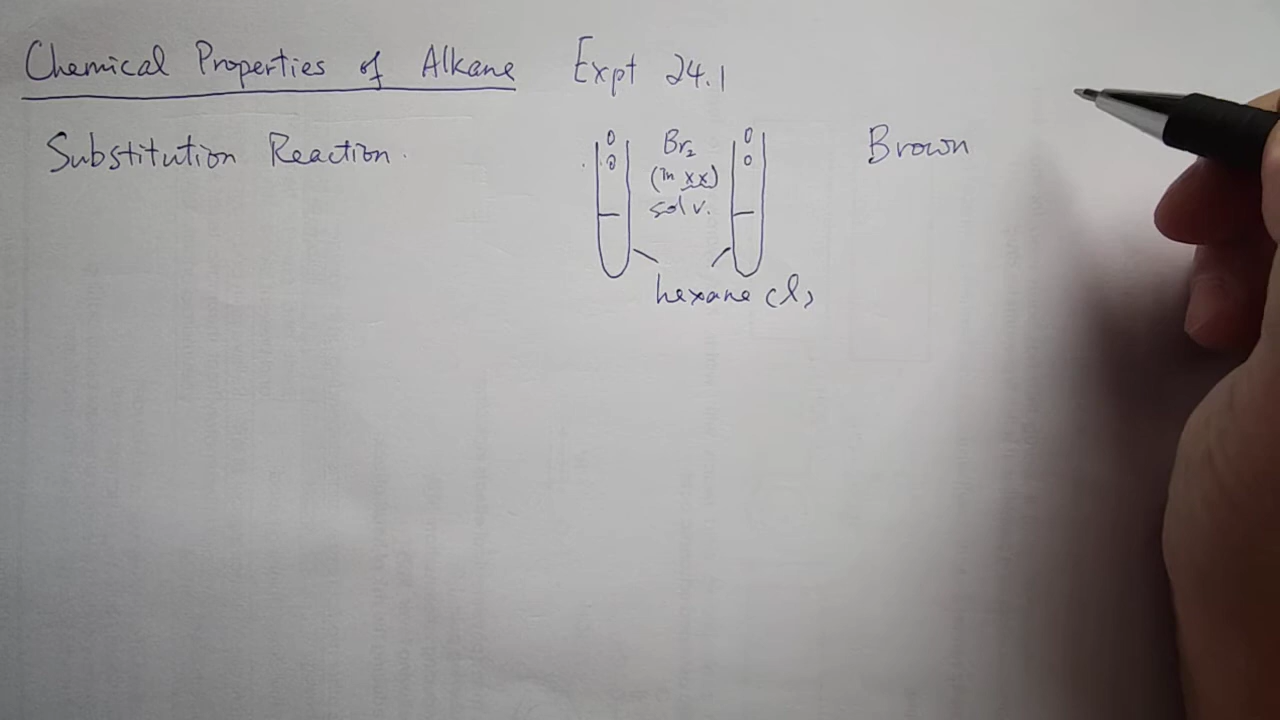 Chemical Properties of Alkane Expt 24.1
Substitution Reaction.
Br2
(in xx)
solv.
hexane (l)
Brown